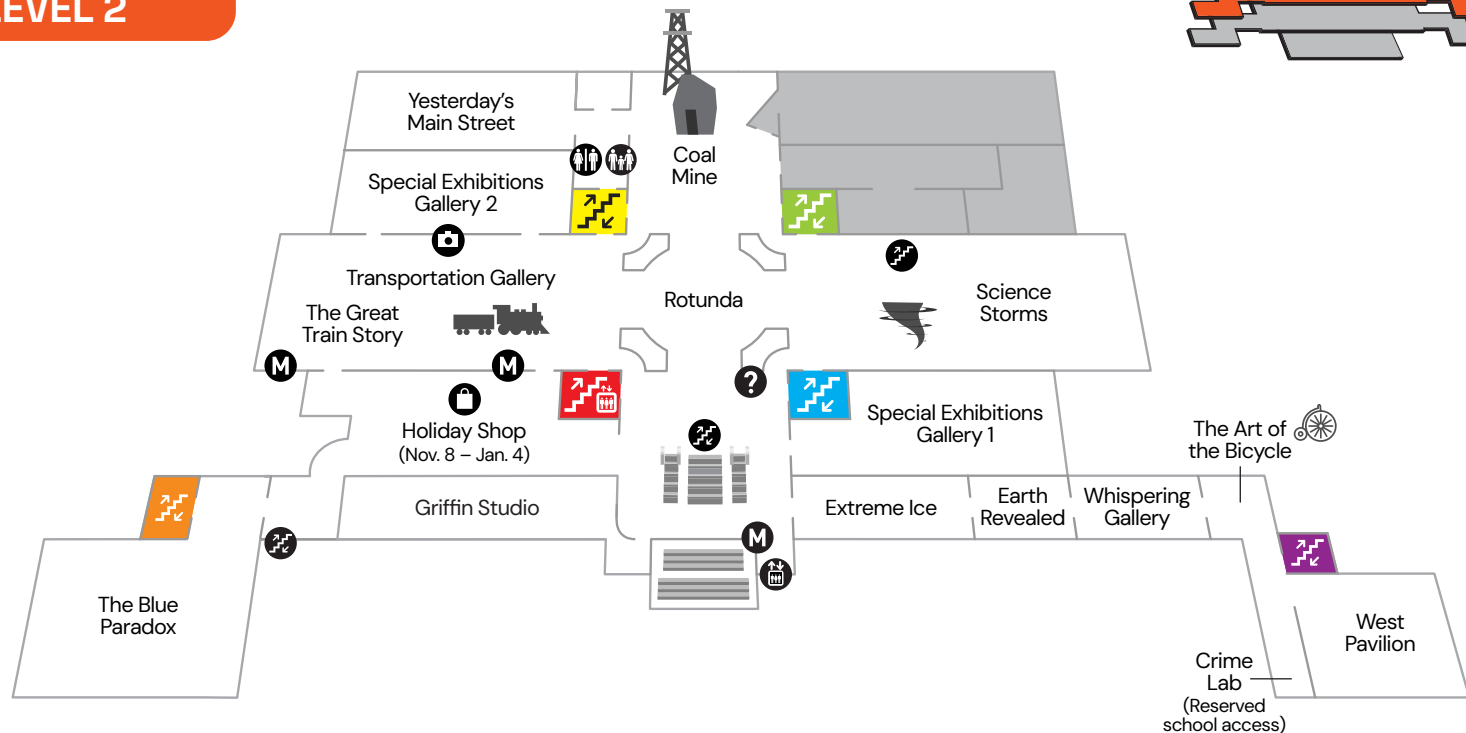 LEVEL 2
Yesterday's
Main Street
Coal
Mine
Special Exhibitions
Gallery 2
Transportation Gallery
The Great
Train Story
Rotunda
Science
Storms
M
M
?
Holiday Shop
(Nov. 8 – Jan. 4)
Special Exhibitions
Gallery 1
The Art of
the Bicycle
Griffin Studio
Extreme Ice
Earth
Revealed
Whispering
Gallery
M
The Blue
Paradox
West
Pavilion
Crime
Lab
(Reserved
school access)